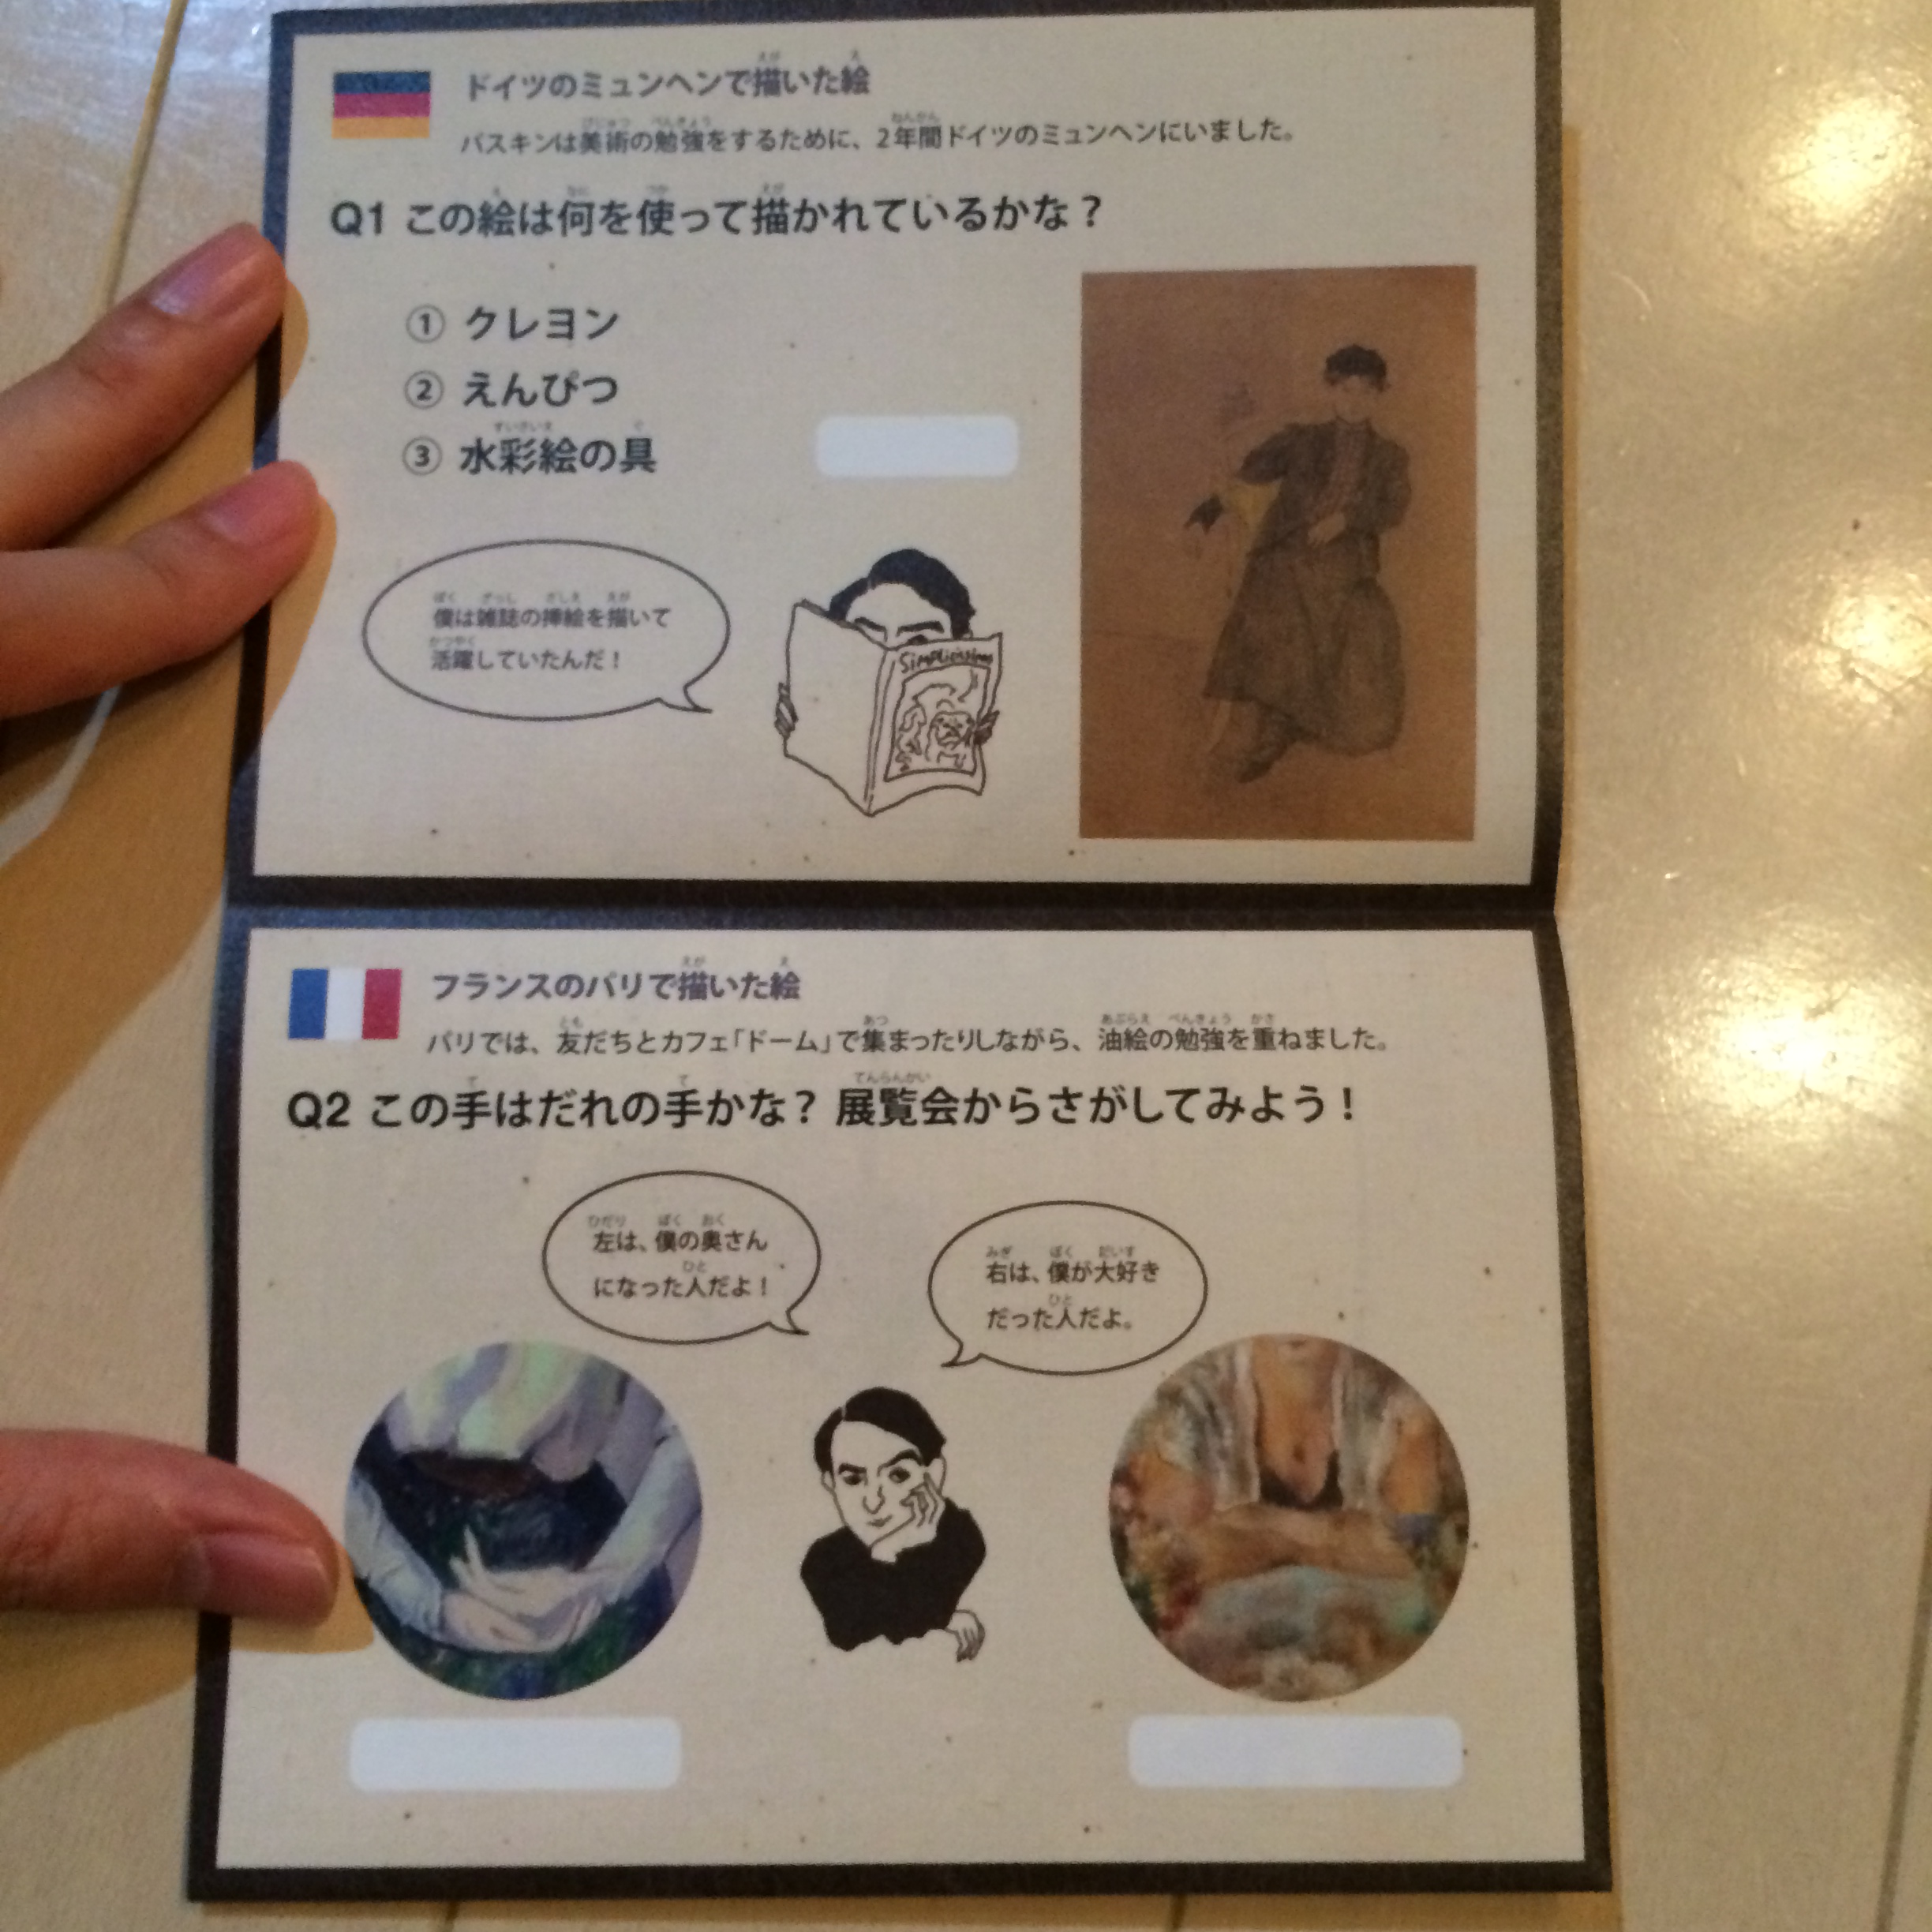 ドイツのミュンヘンで描いた絵
パスキンは美術の勉強をするために、2年間ドイツのミュンヘンにいました。
Q1 この絵は何を使って描かれているかな？
① クレヨン
② えんぴつ
③ 水彩絵の具
僕は雑誌の挿絵を描いて
活躍していたんだ！
フランスのパリで描いた絵
パリでは、友だちとカフェ「ドーム」で集まったりしながら、油絵の勉強を重ねました。
Q2 この手はだれの手かな？ 展覧会からさがしてみよう！
左は、僕の奥さん
になった人だよ！
右は、僕が大好き
だった人だよ。